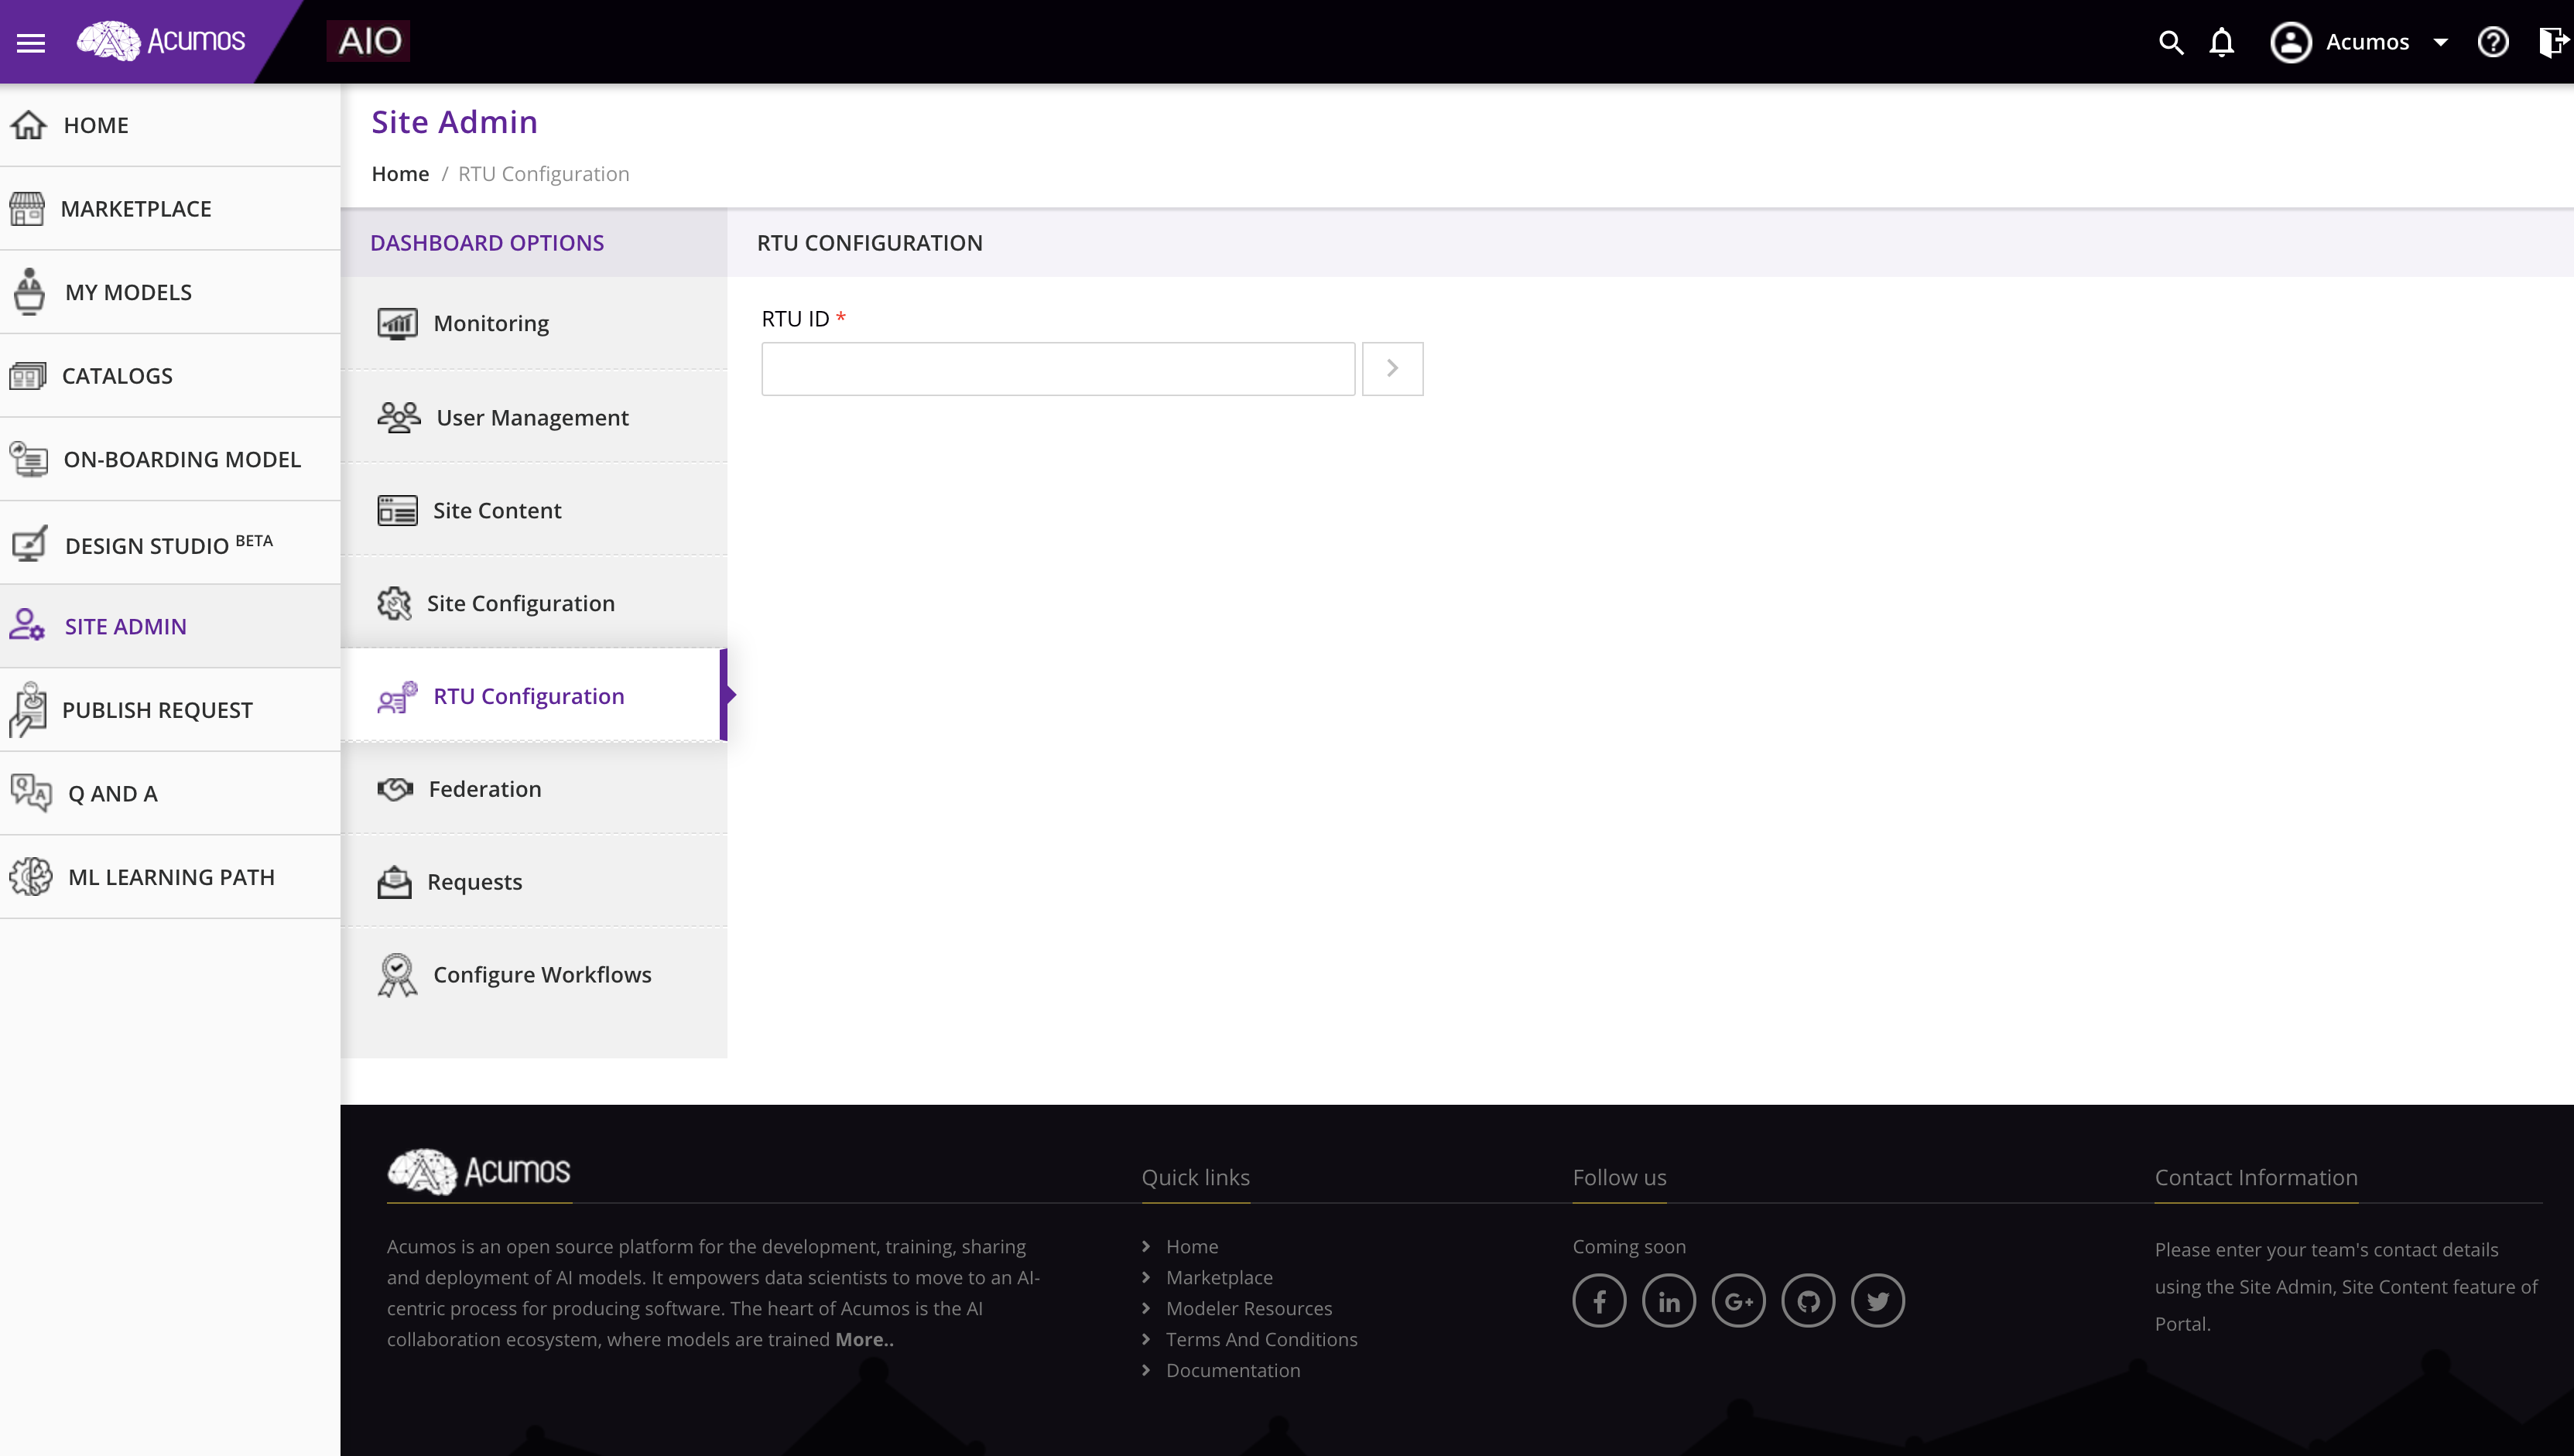 Acumos
AIO
Acumos
HOME
MARKETPLACE
MY MODELS
CATALOGS
ON-BOARDING MODEL
DESIGN STUDIO BETA
SITE ADMIN
PUBLISH REQUEST
Q AND A
ML LEARNING PATH
Site Admin
Home / RTU Configuration
DASHBOARD OPTIONS
Monitoring
User Management
Site Content
Site Configuration
RTU Configuration
Federation
Requests
Configure Workflows
RTU CONFIGURATION
RTU ID *
Acumos
Acumos is an open source platform for the development, training, sharing
and deployment of AI models. It empowers data scientists to move to an AI-
centric process for producing software. The heart of Acumos is the AI
collaboration ecosystem, where models are trained More..
Quick links
Home
Marketplace
Modeler Resources
Terms And Conditions
Documentation
Follow us
Coming soon
Contact Information
Please enter your team's contact details
using the Site Admin, Site Content feature of
Portal.